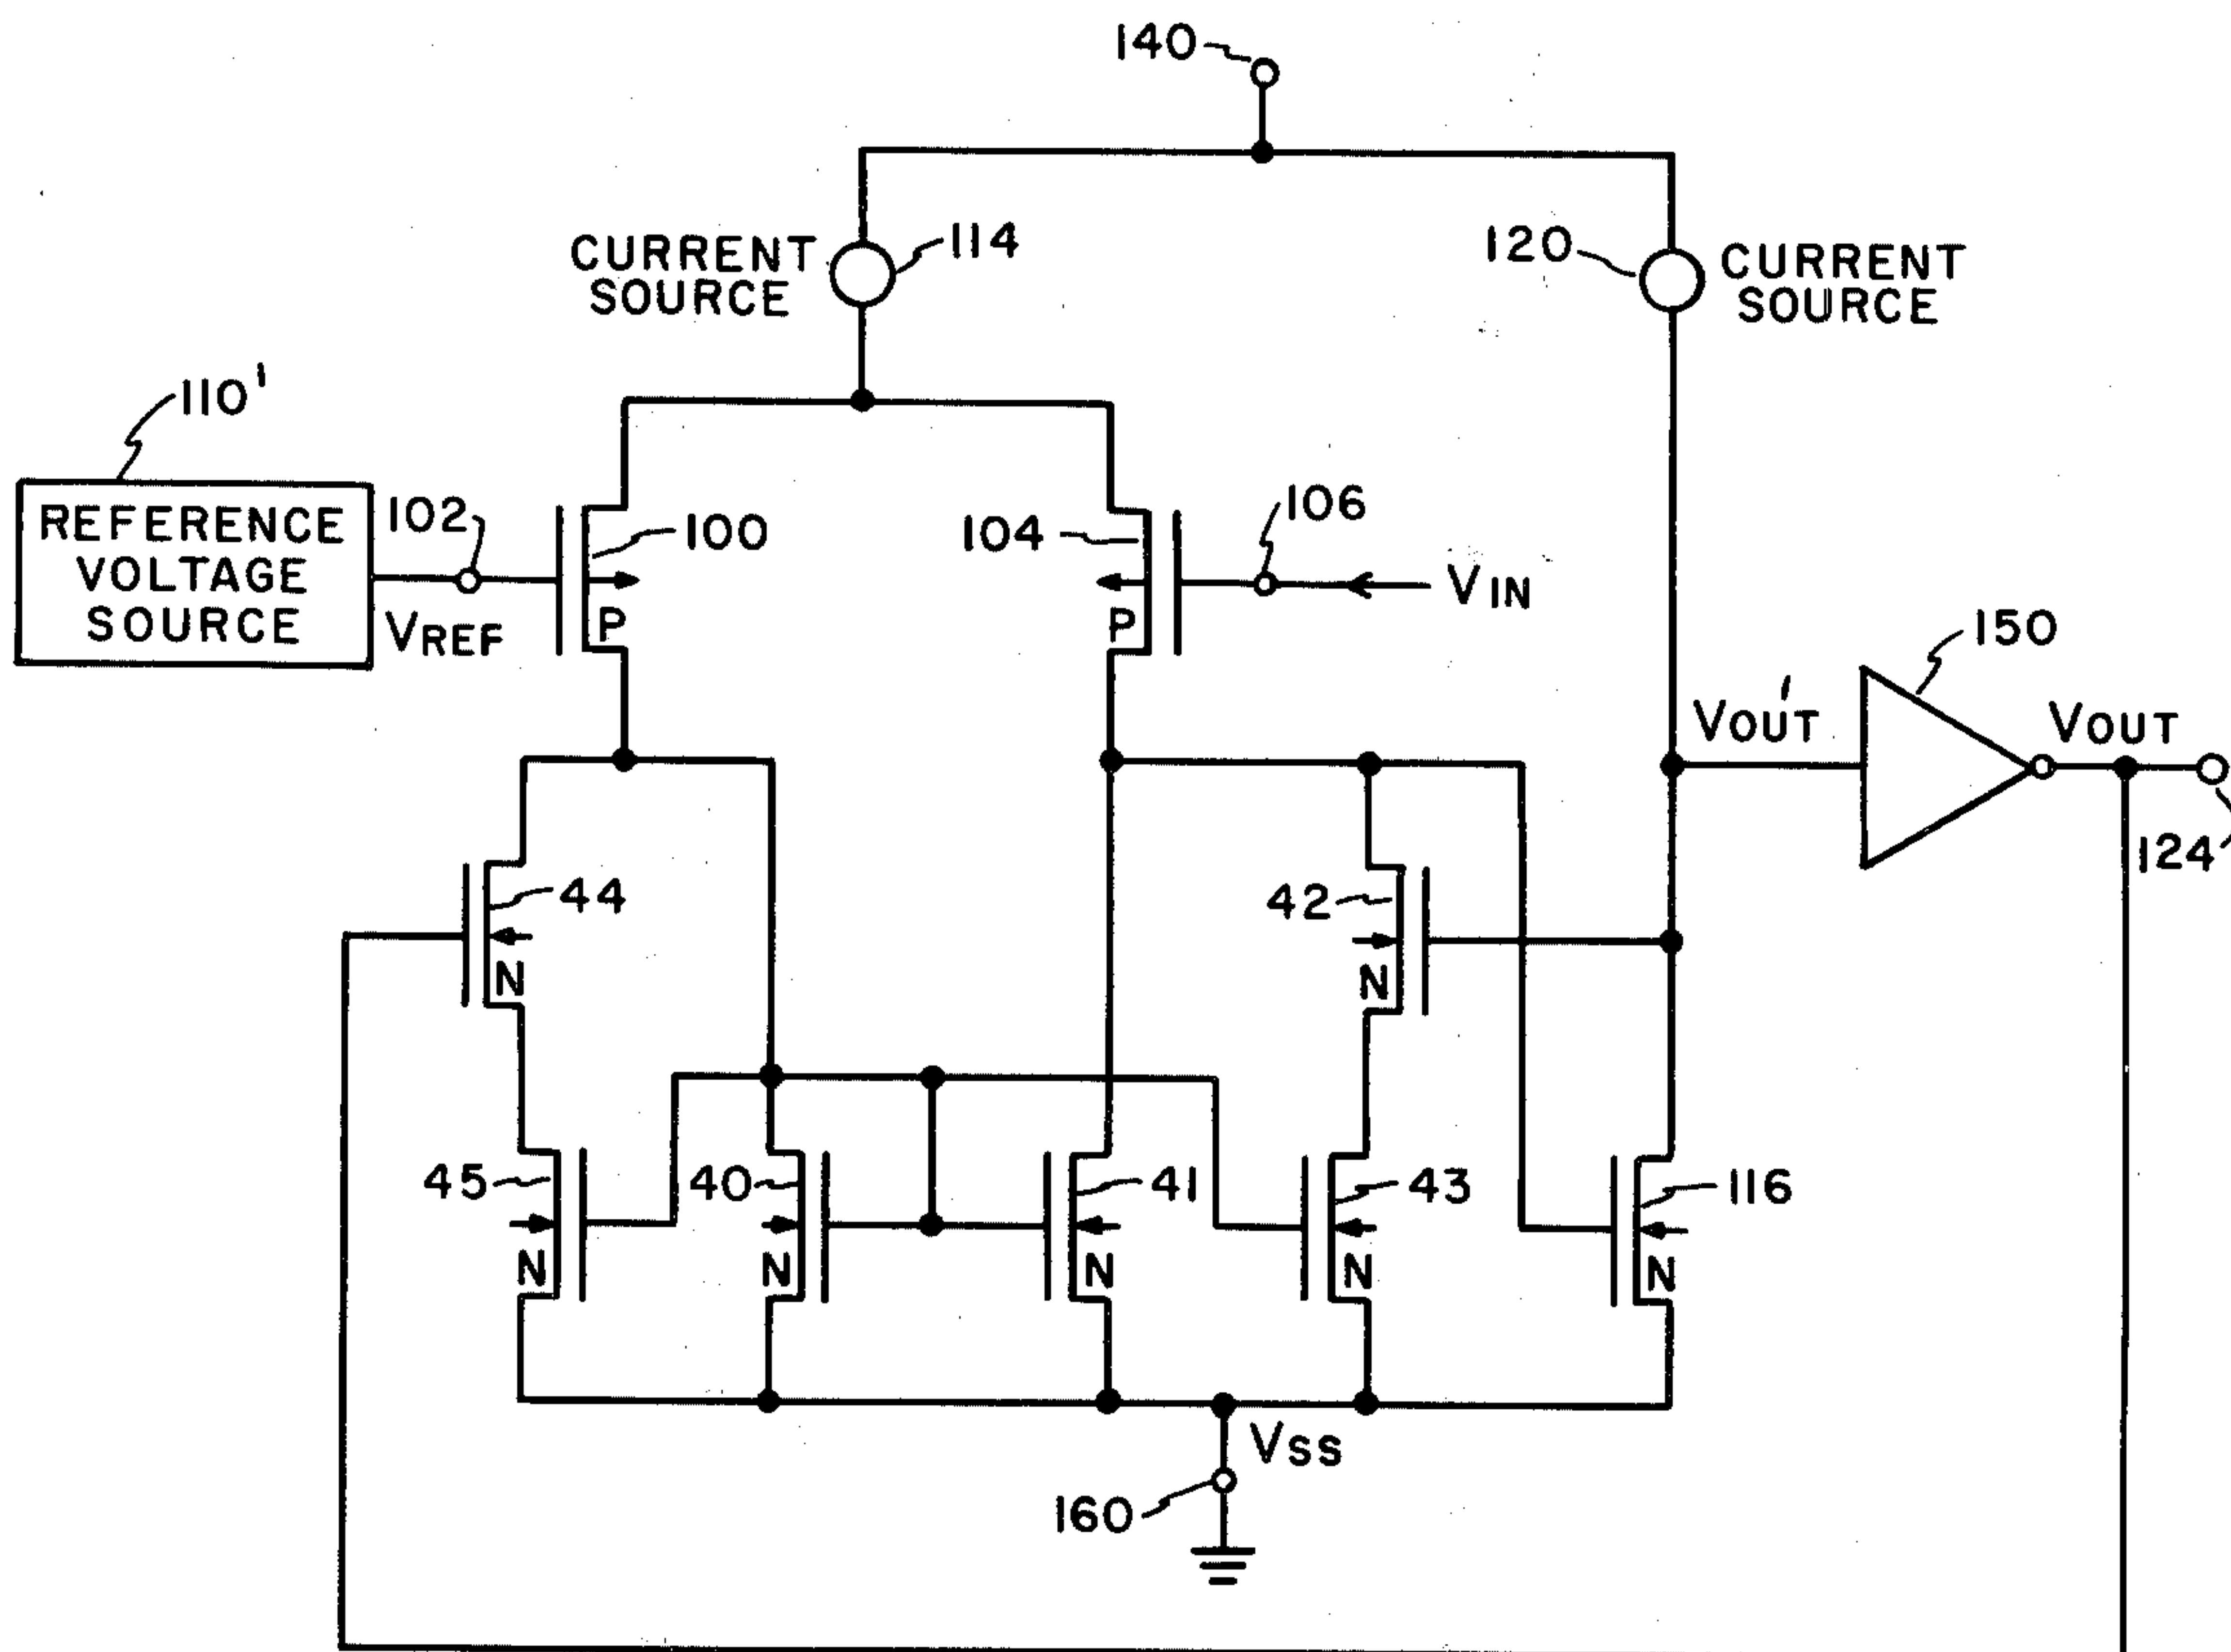 140
CURRENT
SOURCE
114
120
CURRENT
SOURCE
110'
REFERENCE
VOLTAGE
SOURCE
102
VREF
100
P
104
P
106
VIN
150
VOUT'
VOUT
124
44
N
42
N
45
N
40
N
41
N
43
N
116
N
VSS
160